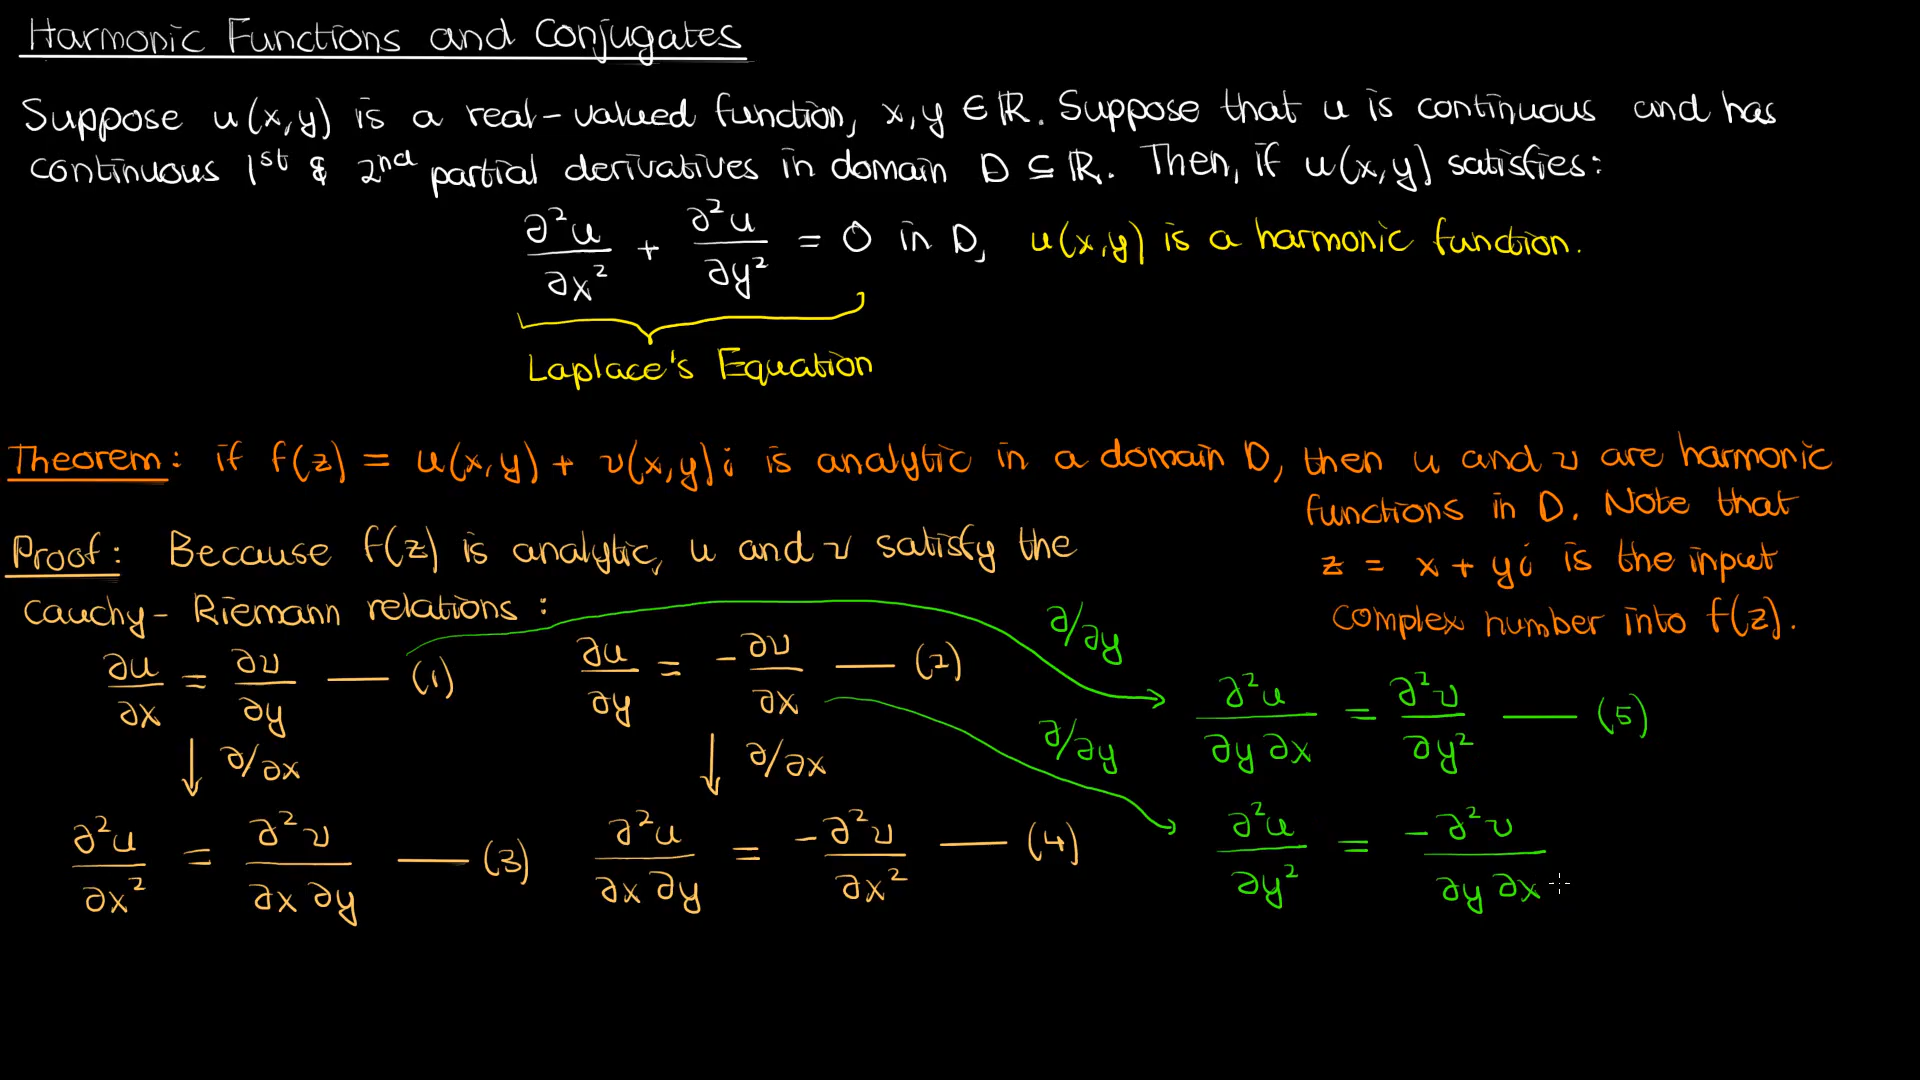 Harmonic Functions and Conjugates
Suppose u(x,y) is a real-valued function, x,y ∈ ℝ. Suppose that u is continuous and has
continuous 1st & 2nd partial derivatives in domain D ⊆ ℝ. Then, if u(x,y) satisfies:
∂²u/∂x² + ∂²u/∂y² = 0 in D, u(x,y) is a harmonic function.
Laplace's Equation
Theorem: if f(z) = u(x,y) + v(x,y)i is analytic in a domain D, then u and v are harmonic
functions in D. Note that
z = x + yi is the input
complex number into f(z).
Proof: Because f(z) is analytic, u and v satisfy the
Cauchy-Riemann relations:
∂u/∂x = ∂v/∂y — (1) ∂u/∂y = -∂v/∂x — (2)
↓ ∂/∂x ↓ ∂/∂x
∂²u/∂x² = ∂²v/∂x∂y — (3) ∂²u/∂x∂y = -∂²v/∂x² — (4)
∂/∂y
∂²u/∂y∂x = ∂²v/∂y² — (5)
∂/∂y
∂²u/∂y² = -∂²v/∂y∂x